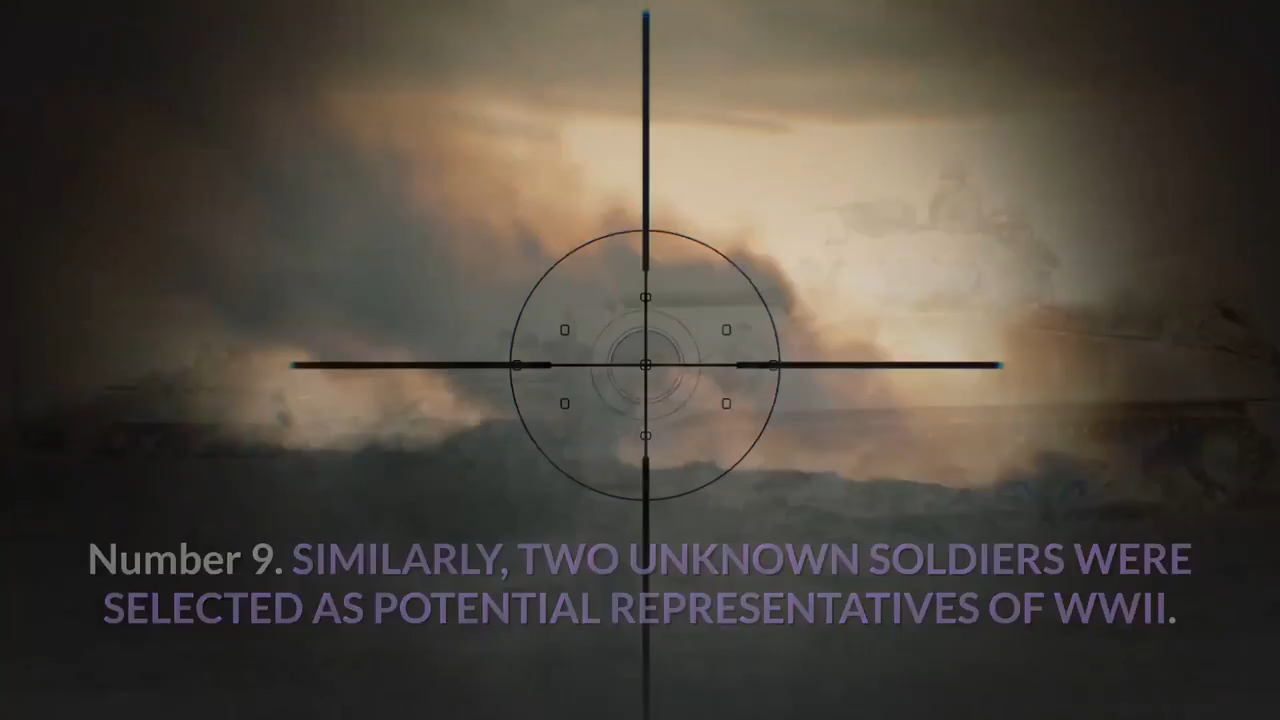 Number 9. SIMILARLY, TWO UNKNOWN SOLDIERS WERE
SELECTED AS POTENTIAL REPRESENTATIVES OF WWII.